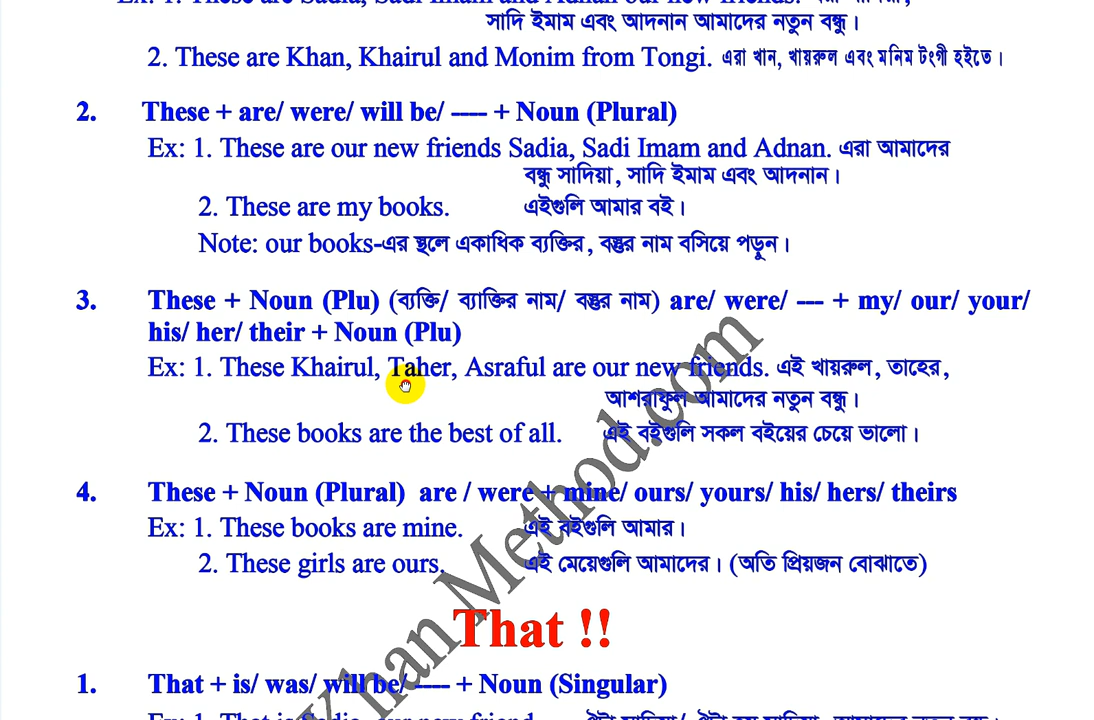 সাদি ইমাম এবং আদনান আমাদের নতুন বন্ধু।
2. These are Khan, Khairul and Monim from Tongi. এরা খান, খায়রুল এবং মনিম টংগী হইতে।
2. These + are/ were/ will be/ ---- + Noun (Plural)
Ex: 1. These are our new friends Sadia, Sadi Imam and Adnan. এরা আমাদের
বন্ধু সাদিয়া, সাদি ইমাম এবং আদনান।
2. These are my books. এইগুলি আমার বই।
Note: our books-এর স্থলে একাধিক ব্যক্তির, বস্তুর নাম বসিয়ে পড়ুন।
3. These + Noun (Plu) (ব্যক্তি/ ব্যাক্তির নাম/ বস্তুর নাম) are/ were/ --- + my/ our/ your/
his/ her/ their + Noun (Plu)
Ex: 1. These Khairul, Taher, Asraful are our new friends. এই খায়রুল, তাহের,
আশরাফুল আমাদের নতুন বন্ধু।
2. These books are the best of all. এই বইগুলি সকল বইয়ের চেয়ে ভালো।
4. These + Noun (Plural) are / were + mine/ ours/ yours/ his/ hers/ theirs
Ex: 1. These books are mine. এই বইগুলি আমার।
2. These girls are ours. এই মেয়েগুলি আমাদের। (অতি প্রিয়জন বোঝাতে)
Khan Method.com
That !!
1. That + is/ was/ will be/ ---- + Noun (Singular)